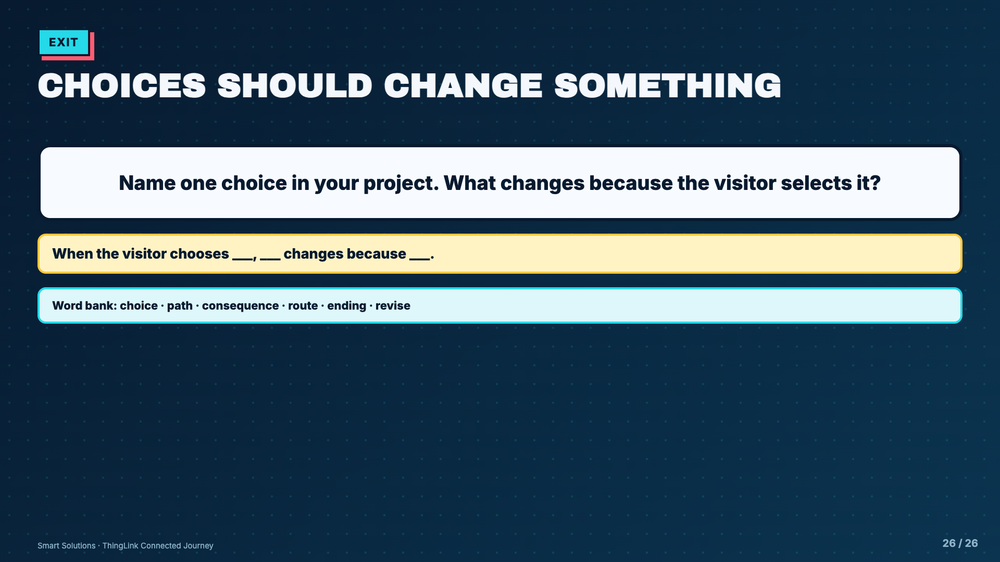 EXIT
CHOICES SHOULD CHANGE SOMETHING
Name one choice in your project. What changes because the visitor selects it?
When the visitor chooses ___, ___ changes because ___.
Word bank: choice · path · consequence · route · ending · revise
Smart Solutions · ThingLink Connected Journey
26 / 26